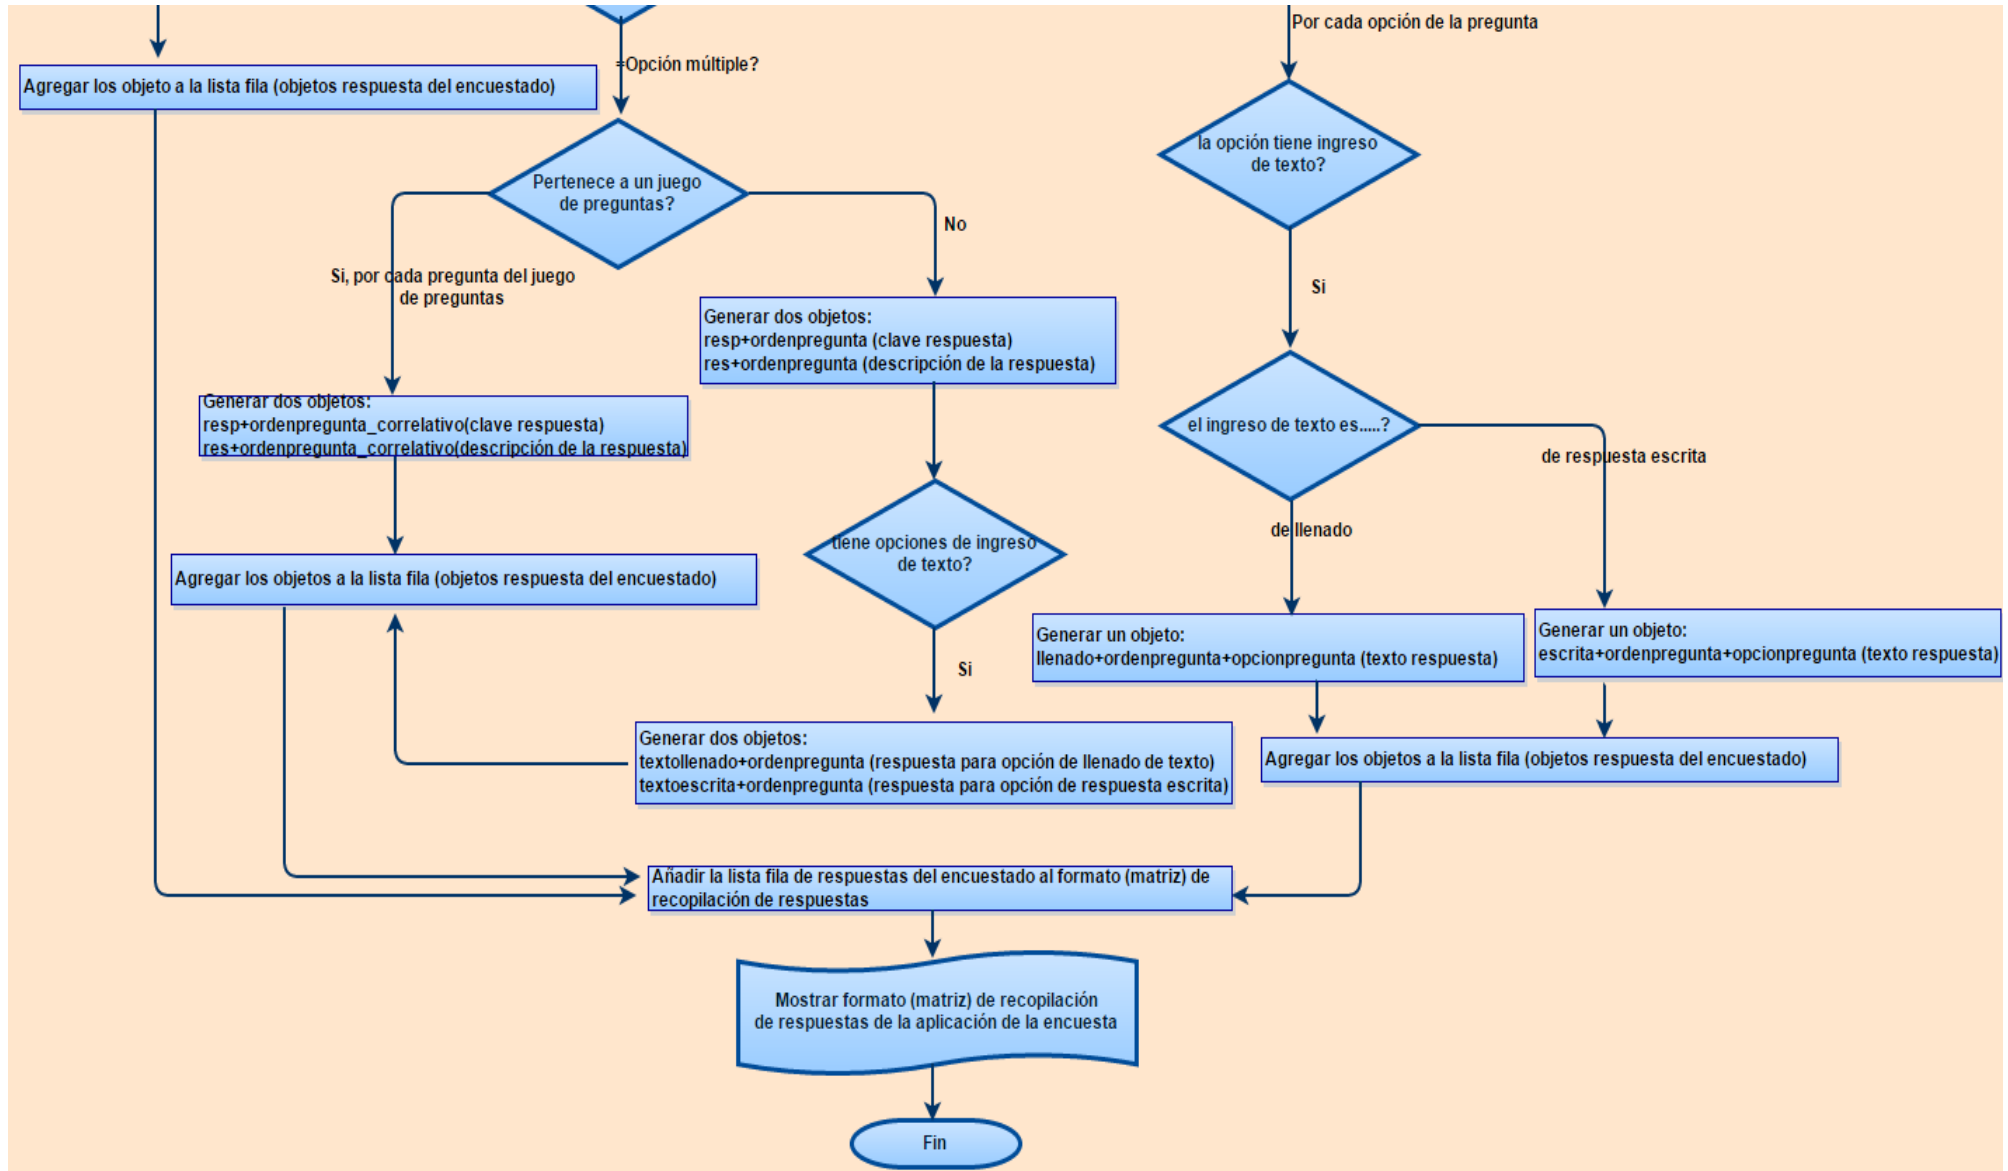 Por cada opción de la pregunta
=Opción múltiple?
Agregar los objeto a la lista fila (objetos respuesta del encuestado)
la opción tiene ingreso
de texto?
Pertenece a un juego
de preguntas?
No
Si, por cada pregunta del juego
de preguntas
Si
Generar dos objetos:
resp+ordenpregunta (clave respuesta)
res+ordenpregunta (descripción de la respuesta)
Generar dos objetos:
resp+ordenpregunta_correlativo(clave respuesta)
res+ordenpregunta_correlativo(descripción de la respuesta)
el ingreso de texto es.....?
de respuesta escrita
de llenado
tiene opciones de ingreso
de texto?
Agregar los objetos a la lista fila (objetos respuesta del encuestado)
Generar un objeto:
llenado+ordenpregunta+opcionpregunta (texto respuesta)
Generar un objeto:
escrita+ordenpregunta+opcionpregunta (texto respuesta)
Si
Generar dos objetos:
textollenado+ordenpregunta (respuesta para opción de llenado de texto)
textoescrita+ordenpregunta (respuesta para opción de respuesta escrita)
Agregar los objetos a la lista fila (objetos respuesta del encuestado)
Añadir la lista fila de respuestas del encuestado al formato (matriz) de
recopilación de respuestas
Mostrar formato (matriz) de recopilación
de respuestas de la aplicación de la encuesta
Fin